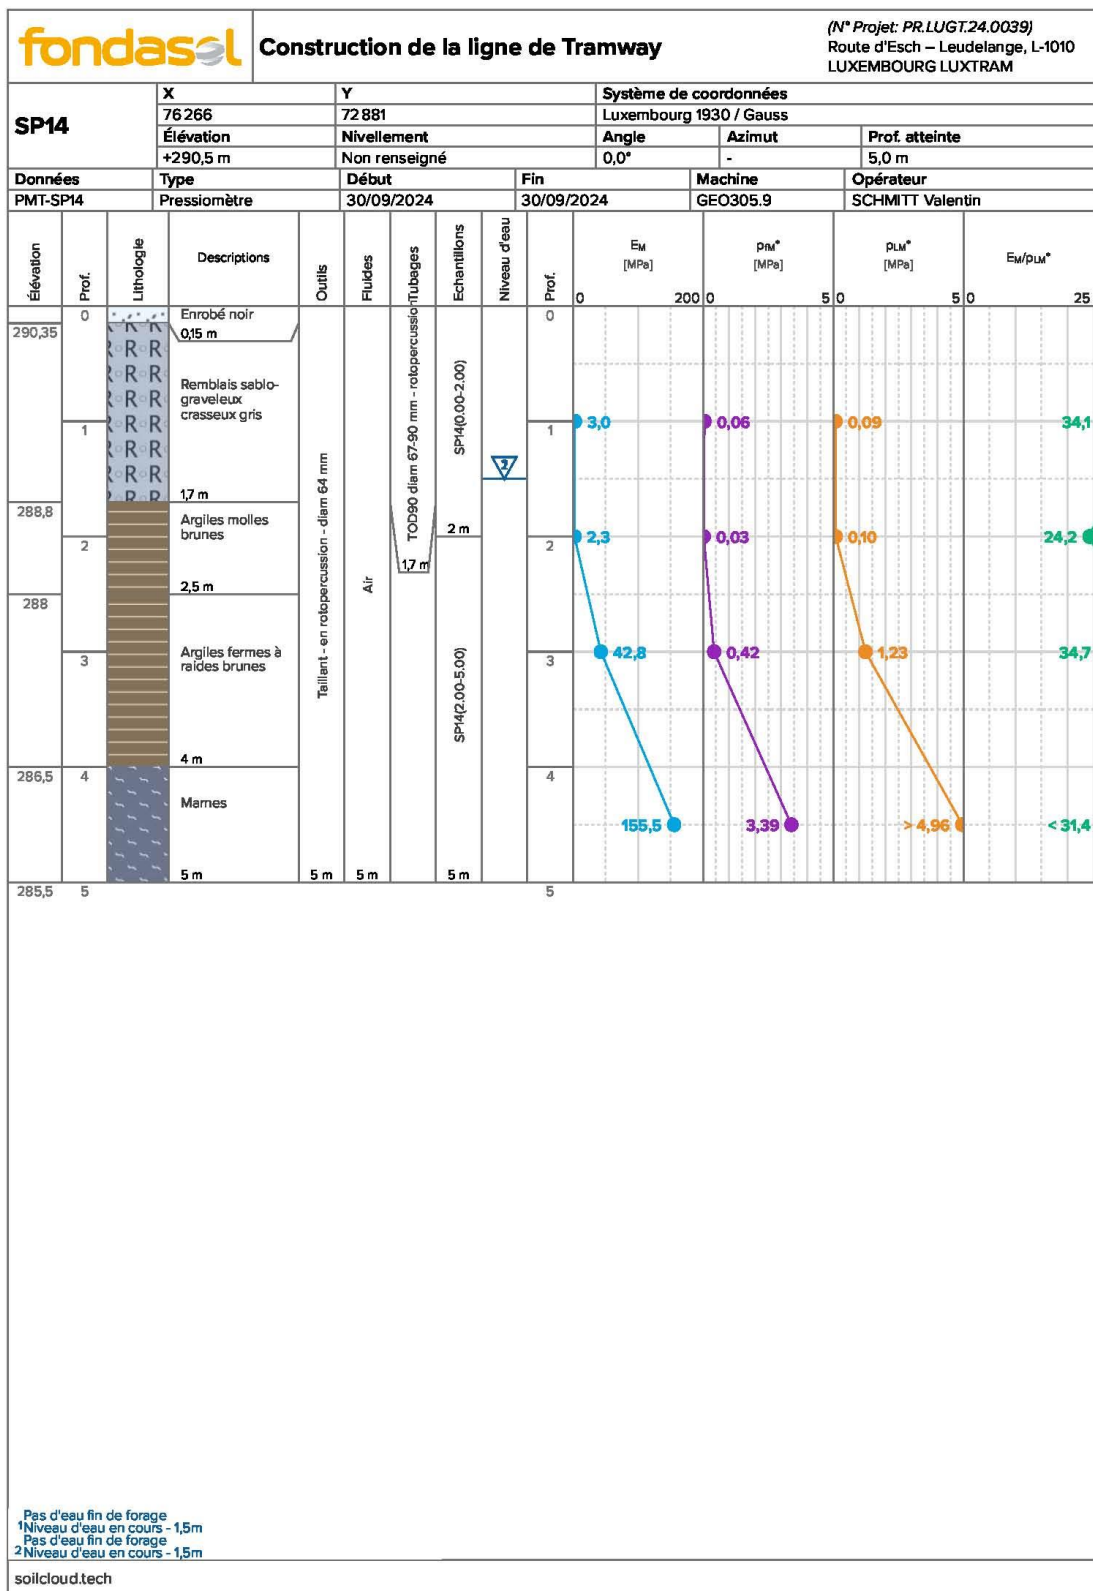 fondasol
Construction de la ligne de Tramway
(N° Projet: PR.LUGT.24.0039)
Route d'Esch – Leudelange, L-1010
LUXEMBOURG LUXTRAM
SP14
X Y Système de coordonnées
76 266 72 881 Luxembourg 1930 / Gauss
Élévation Nivellement Angle Azimut Prof. atteinte
+290,5 m Non renseigné 0,0° - 5,0 m
Données Type Début Fin Machine Opérateur
PMT-SP14 Pressiomètre 30/09/2024 30/09/2024 GEO305.9 SCHMITT Valentin
Élévation
Prof.
Lithologie
Descriptions
Outils
Fluides
Tubages
Echantillons
Niveau d'eau
Prof.
EM
[MPa]
pfM*
[MPa]
pLM*
[MPa]
EM/pLM*
0 200 0 5 0 5 0 25
0 Enrobé noir 0
290,35 0,15 m
R R R
Remblais sablo-
graveleux
crasseux gris
1 1 3,0 0,06 0,09 34,1
2
1,7 m
288,8
Argiles molles
brunes
2 m
2 2 2,3 0,03 0,10 24,2
1,7 m
2,5 m
288
Argiles fermes à
raides brunes
3 3 42,8 0,42 1,23 34,7
4 m
286,5 4 4
Marnes
155,5 3,39 > 4,96 < 31,4
5 m 5 m 5 m 5 m
285,5 5 5
Taillant - en rotopercussion - diam 64 mm
Air
TOD90 diam 67-90 mm - rotopercussion
SP14(0.00-2.00)
SP14(2.00-5.00)
Pas d'eau fin de forage
1 Niveau d'eau en cours - 1,5m
Pas d'eau fin de forage
2 Niveau d'eau en cours - 1,5m
soilcloud.tech